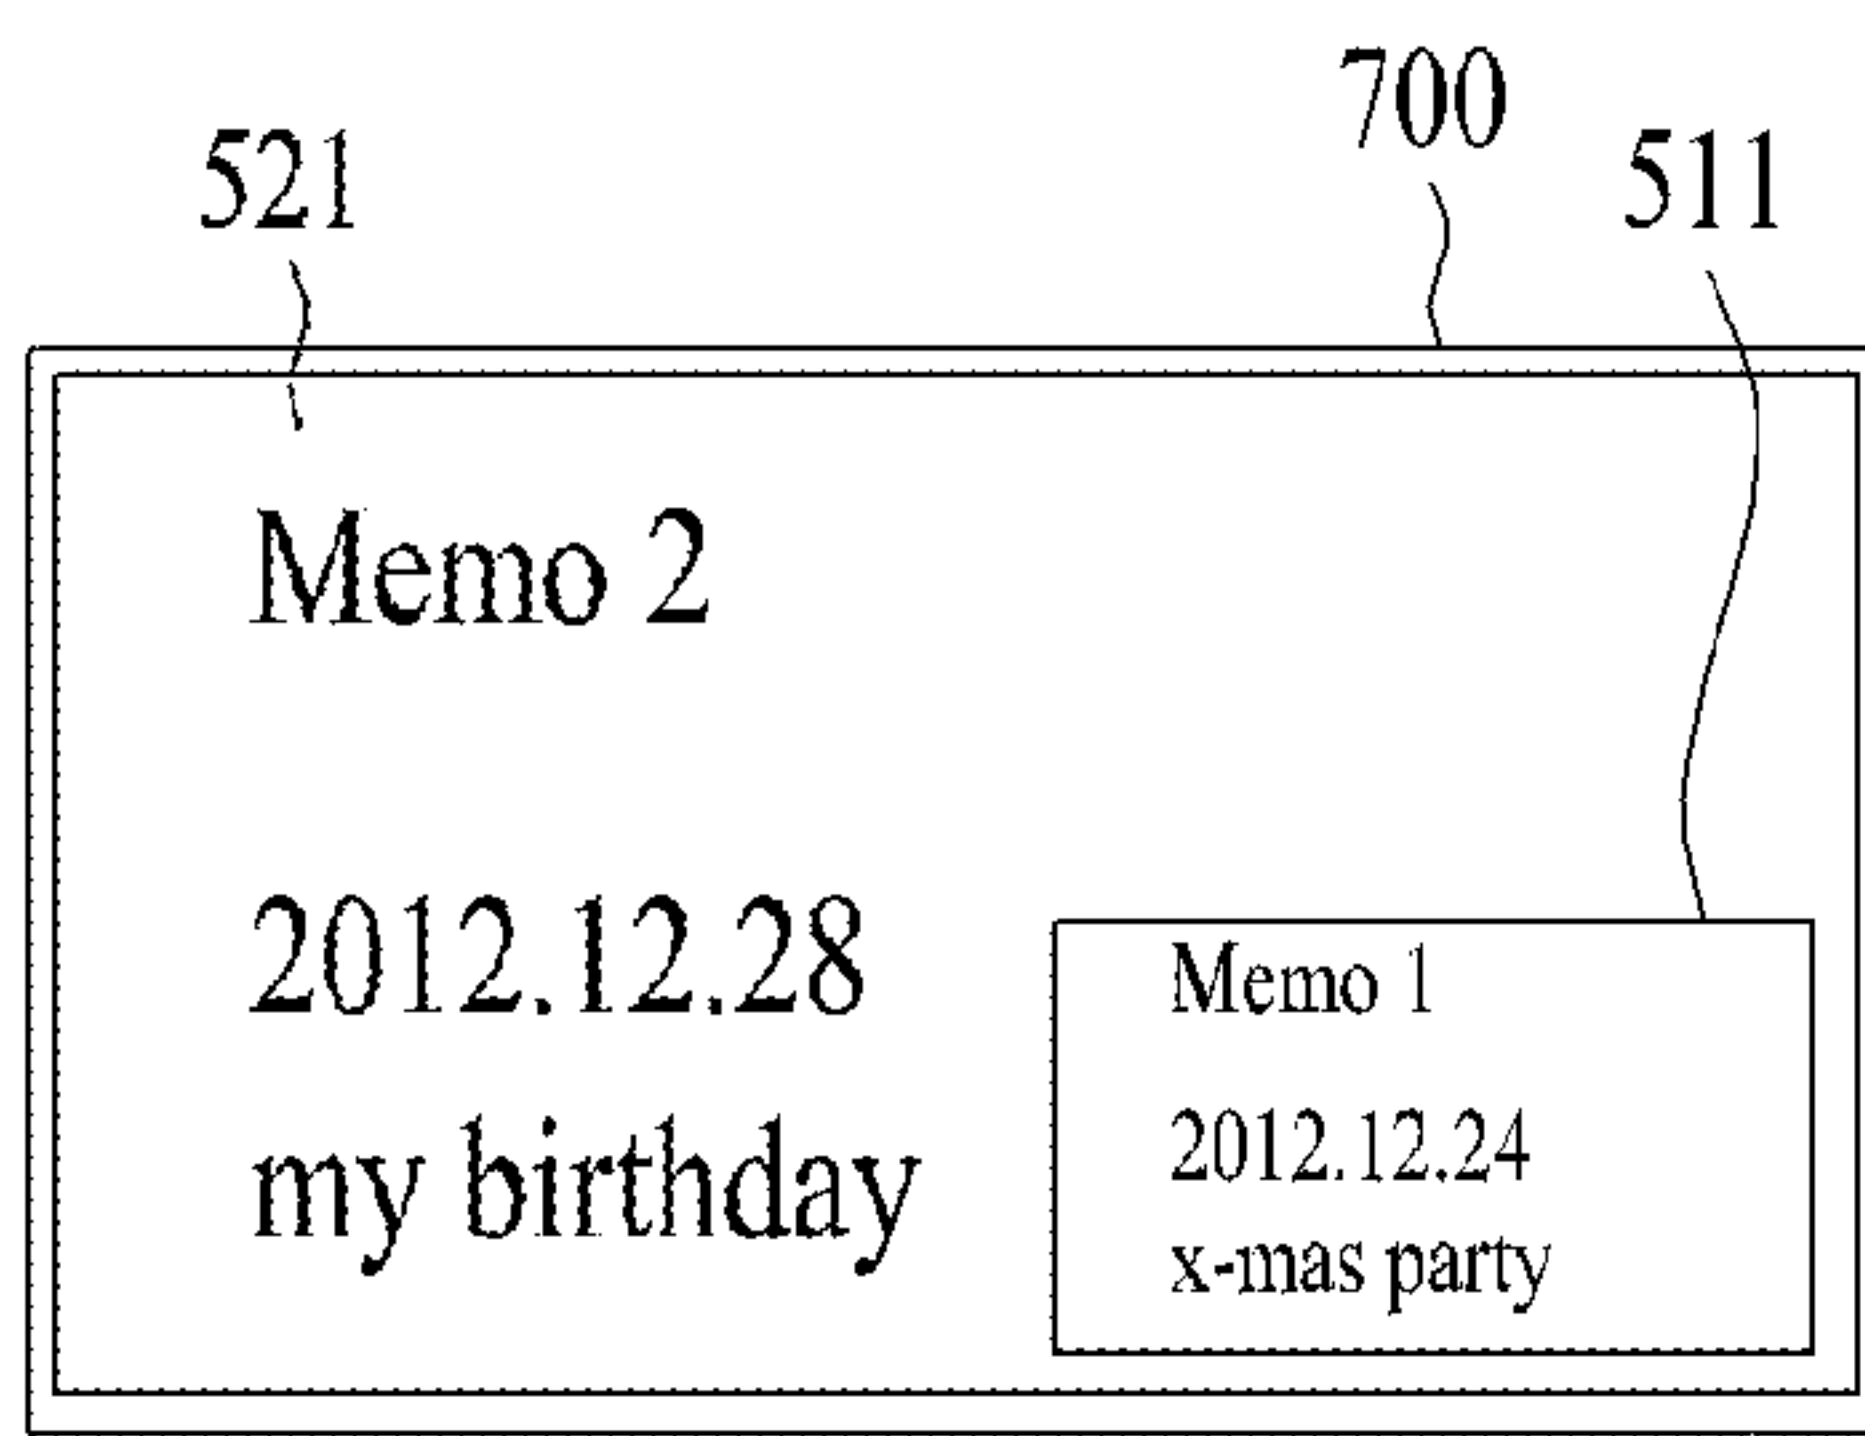 700
521
511
Memo 2
2012.12.28
my birthday
Memo 1
2012.12.24
x-mas party